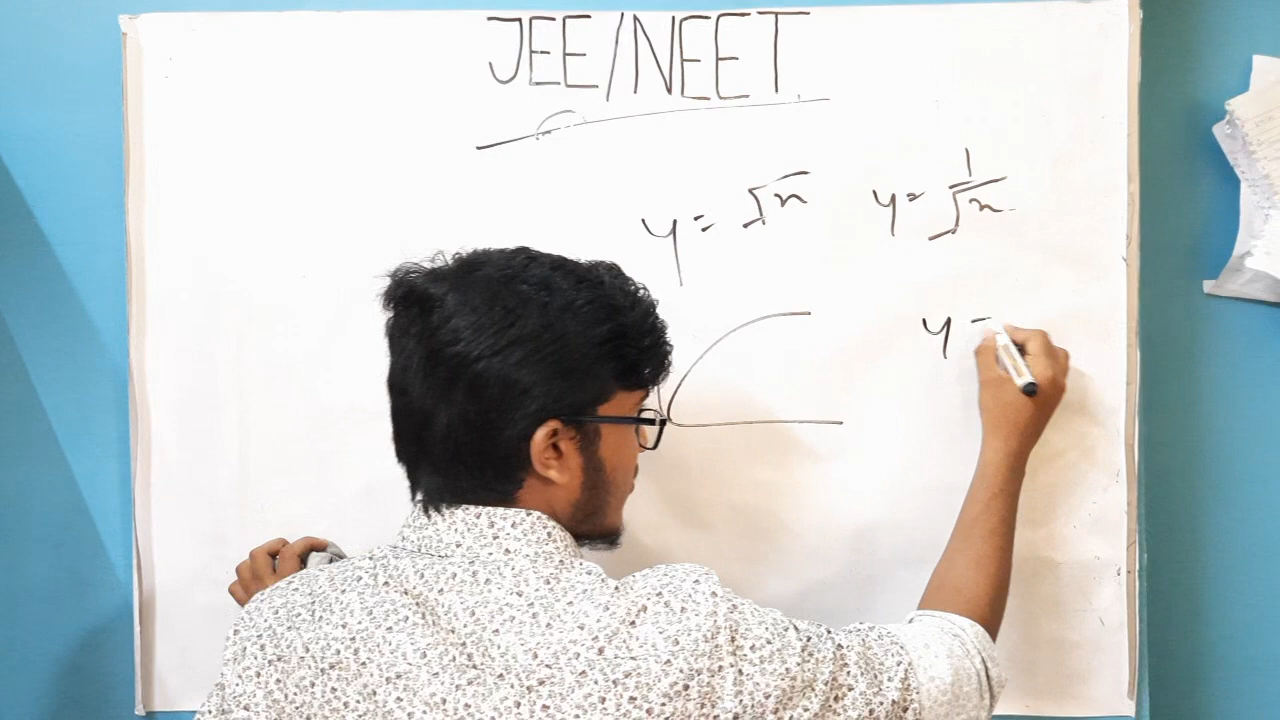 JEE/NEET
y = √x y = 1/√x
y =